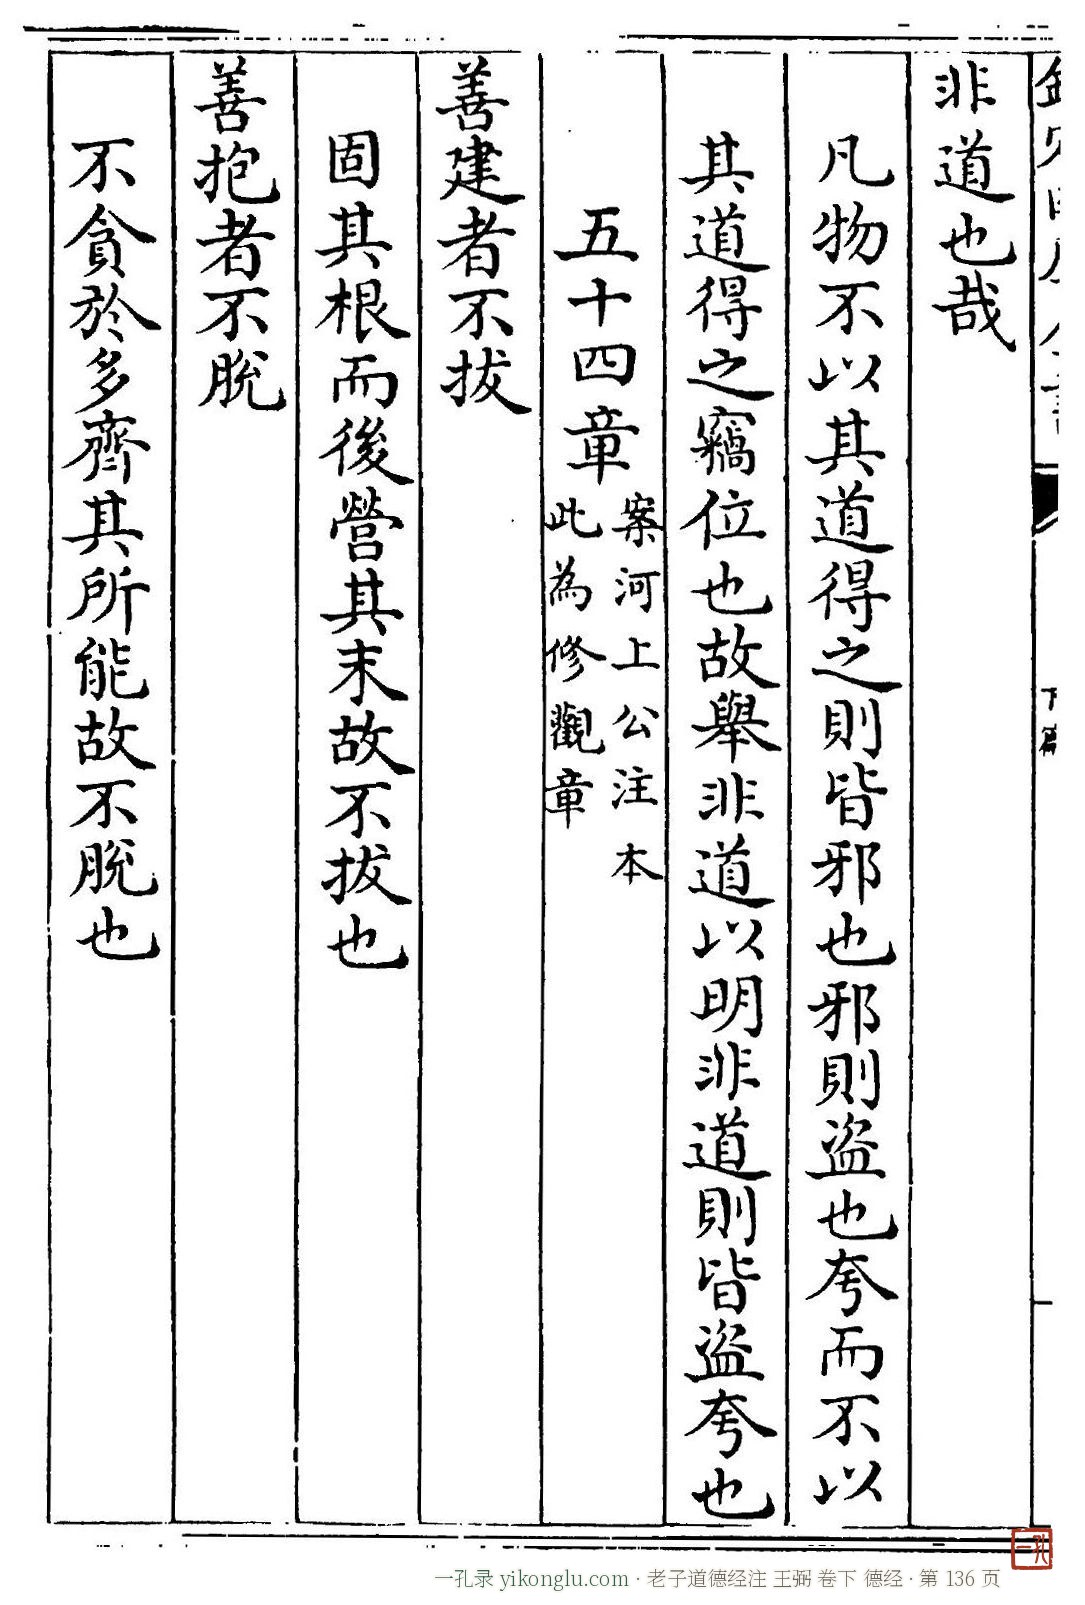 非道也哉
凡物不以其道得之則皆邪也邪則盜也夸而不以
其道得之竊位也故舉非道以明非道則皆盜夸也
五十四章
案河上公注本
此為修觀章
善建者不拔
固其根而後營其末故不拔也
善抱者不脫
不貪於多齊其所能故不脫也
下篇
一孔录 yikonglu.com · 老子道德经注 王弼 卷下 德经 · 第 136 页